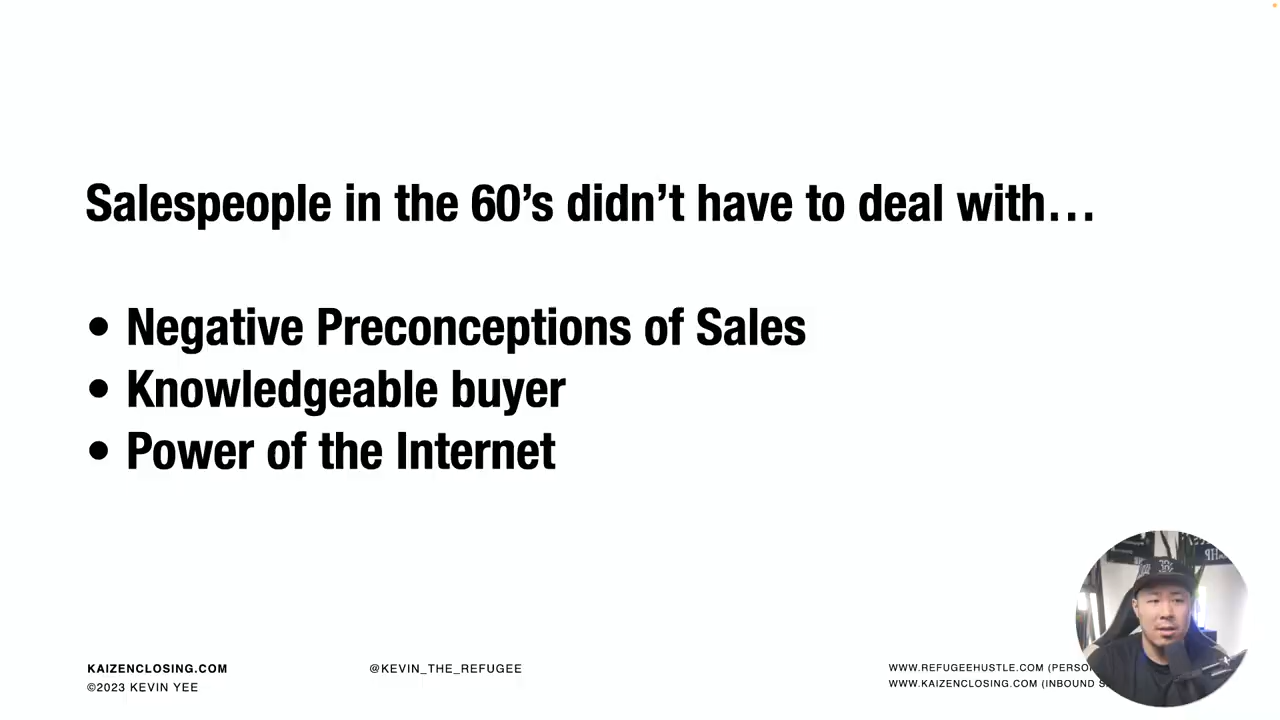 Salespeople in the 60’s didn’t have to deal with…
• Negative Preconceptions of Sales
• Knowledgeable buyer
• Power of the Internet
KAIZENCLOSING.COM
©2023 KEVIN YEE
@KEVIN_THE_REFUGEE
WWW.REFUGEEHUSTLE.COM
WWW.KAIZENCLOSING.COM (INBOUND